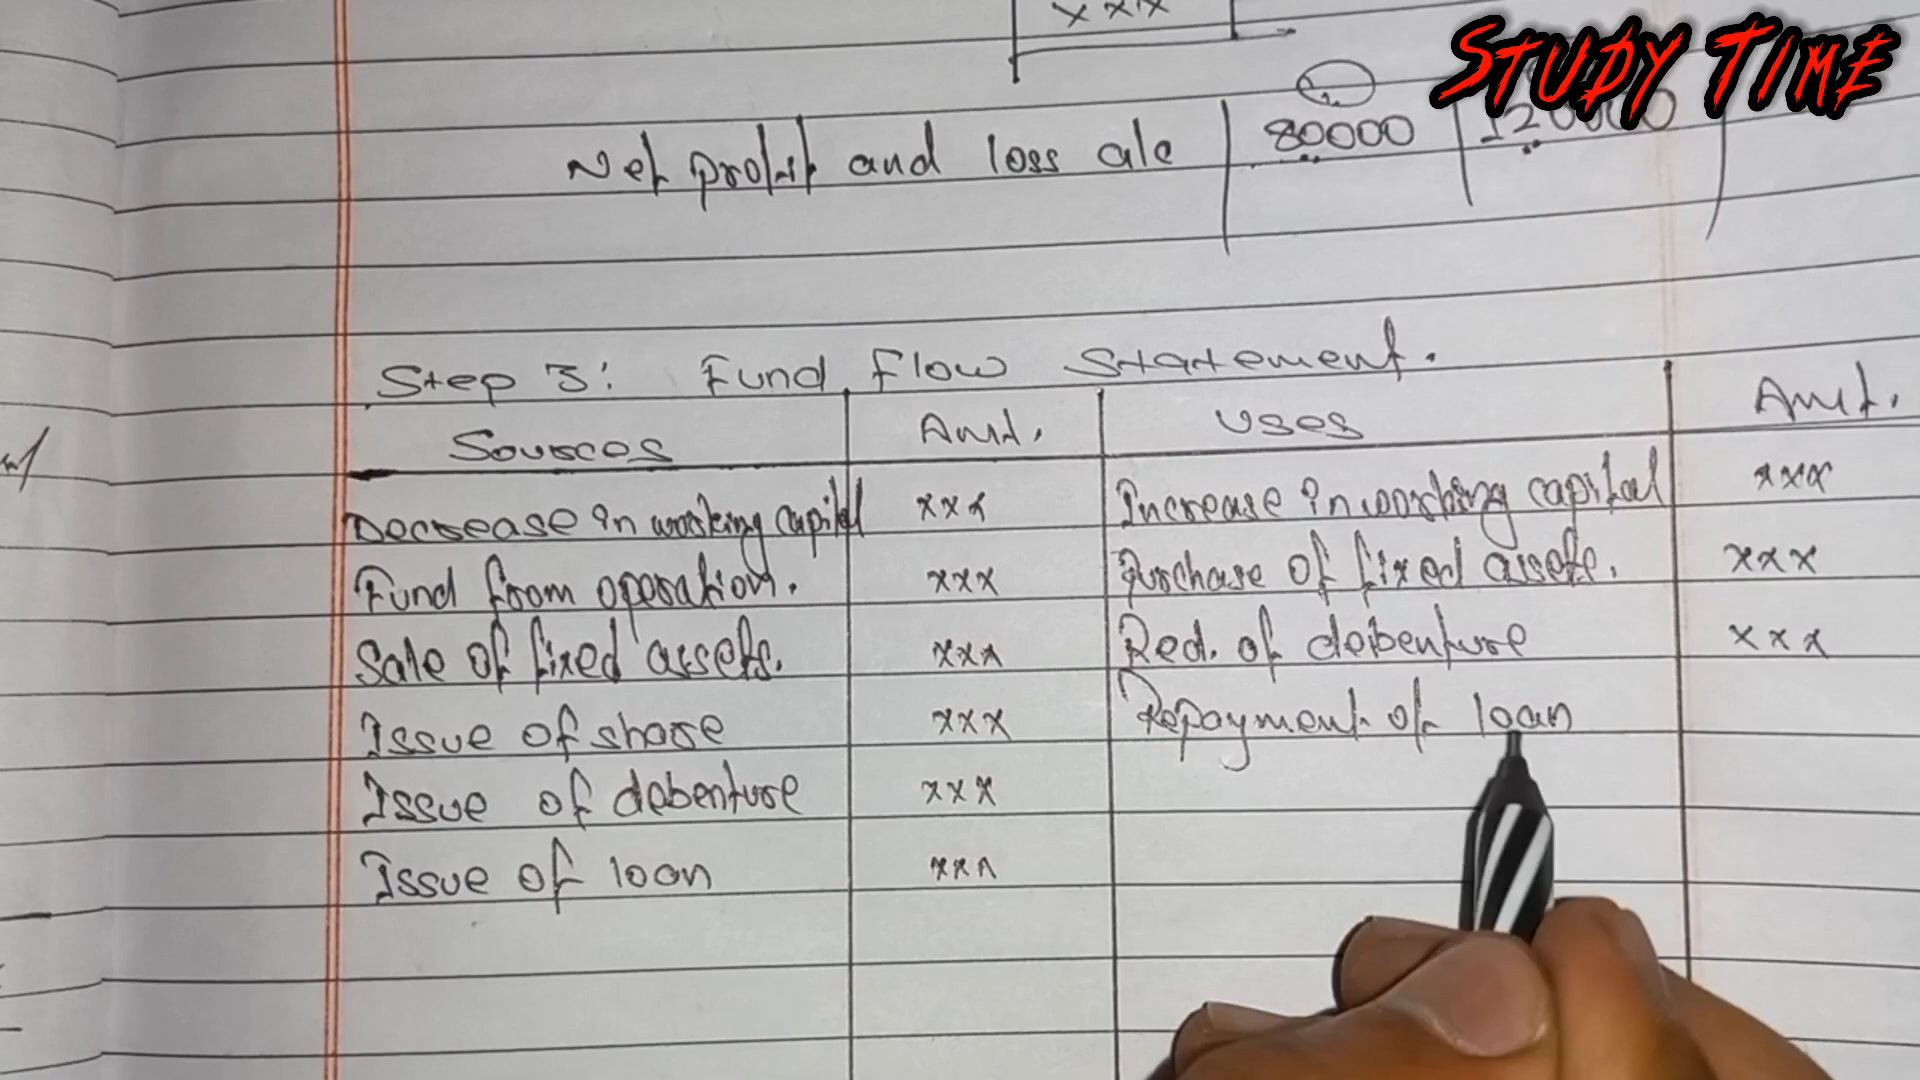 xxx
STUDY TIME
Net profit and loss a/c 80000 120000
Step 3: Fund Flow Statement.
Sources Amt. Uses Amt.
Decrease in working capital xxx Increase in working capital xxx
Fund from operation. xxx Purchase of fixed assets. xxx
Sale of fixed assets. xxx Red. of debenture xxx
Issue of share xxx Repayment of loan
Issue of debenture xxx
Issue of loan xxx